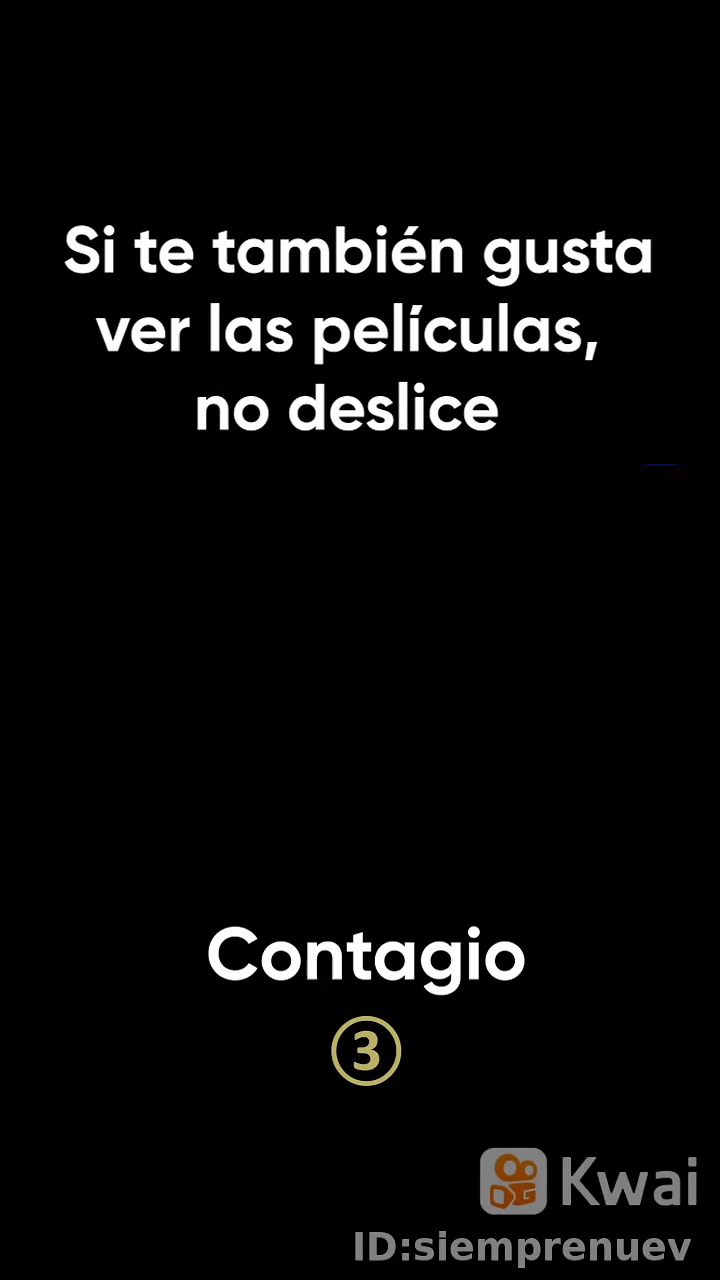 Si te también gusta
ver las películas,
no deslice
Contagio
③
Kwai
ID:siemprenuev